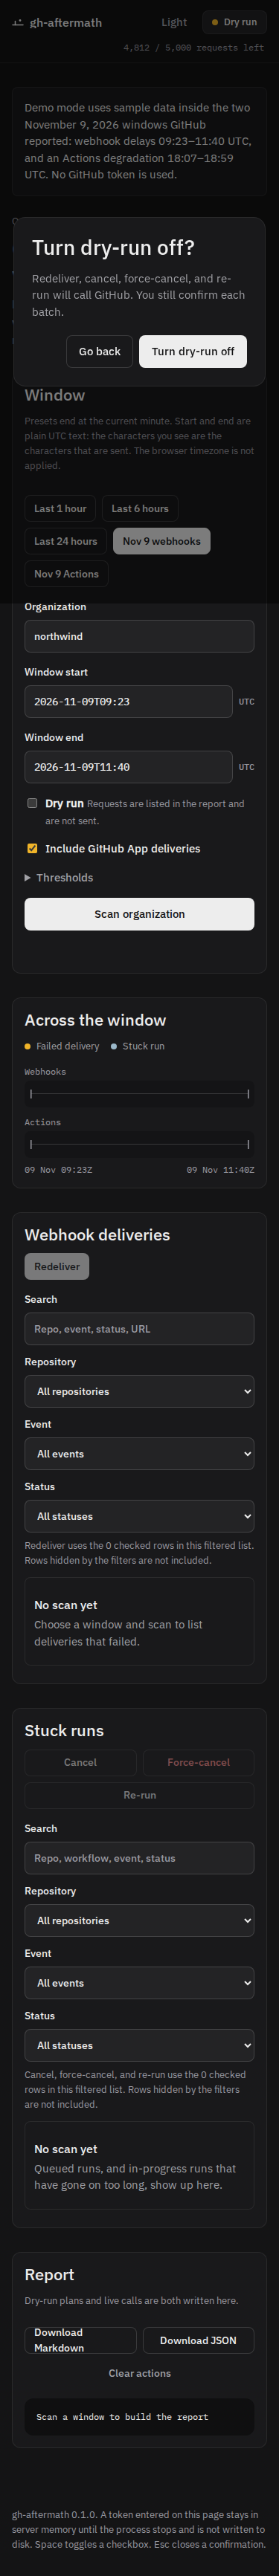 gh-aftermath
Light
Dry run
4,812 / 5,000 requests left
Demo mode uses sample data inside the two
November 9, 2026 windows GitHub
reported: webhook delays 09:23–11:40 UTC,
and an Actions degradation 18:07–18:59
UTC. No GitHub token is used.
Turn dry-run off?
Redeliver, cancel, force-cancel, and re-
run will call GitHub. You still confirm each
batch.
Go back
Turn dry-run off
Window
Presets end at the current minute. Start and end are
plain UTC text: the characters you see are the
characters that are sent. The browser timezone is not
applied.
Last 1 hour
Last 6 hours
Last 24 hours
Nov 9 webhooks
Nov 9 Actions
Organization
northwind
Window start
2026-11-09T09:23
UTC
Window end
2026-11-09T11:40
UTC
Dry run Requests are listed in the report and
are not sent.
Include GitHub App deliveries
Thresholds
Scan organization
Across the window
Failed delivery
Stuck run
Webhooks
Actions
09 Nov 09:23Z
09 Nov 11:40Z
Webhook deliveries
Redeliver
Search
Repo, event, status, URL
Repository
All repositories
Event
All events
Status
All statuses
Redeliver uses the 0 checked rows in this filtered list.
Rows hidden by the filters are not included.
No scan yet
Choose a window and scan to list
deliveries that failed.
Stuck runs
Cancel
Force-cancel
Re-run
Search
Repo, workflow, event, status
Repository
All repositories
Event
All events
Status
All statuses
Cancel, force-cancel, and re-run use the 0 checked
rows in this filtered list. Rows hidden by the filters
are not included.
No scan yet
Queued runs, and in-progress runs that
have gone on too long, show up here.
Report
Dry-run plans and live calls are both written here.
Download
Markdown
Download JSON
Clear actions
Scan a window to build the report
gh-aftermath 0.1.0. A token entered on this page stays in
server memory until the process stops and is not written to
disk. Space toggles a checkbox. Esc closes a confirmation.